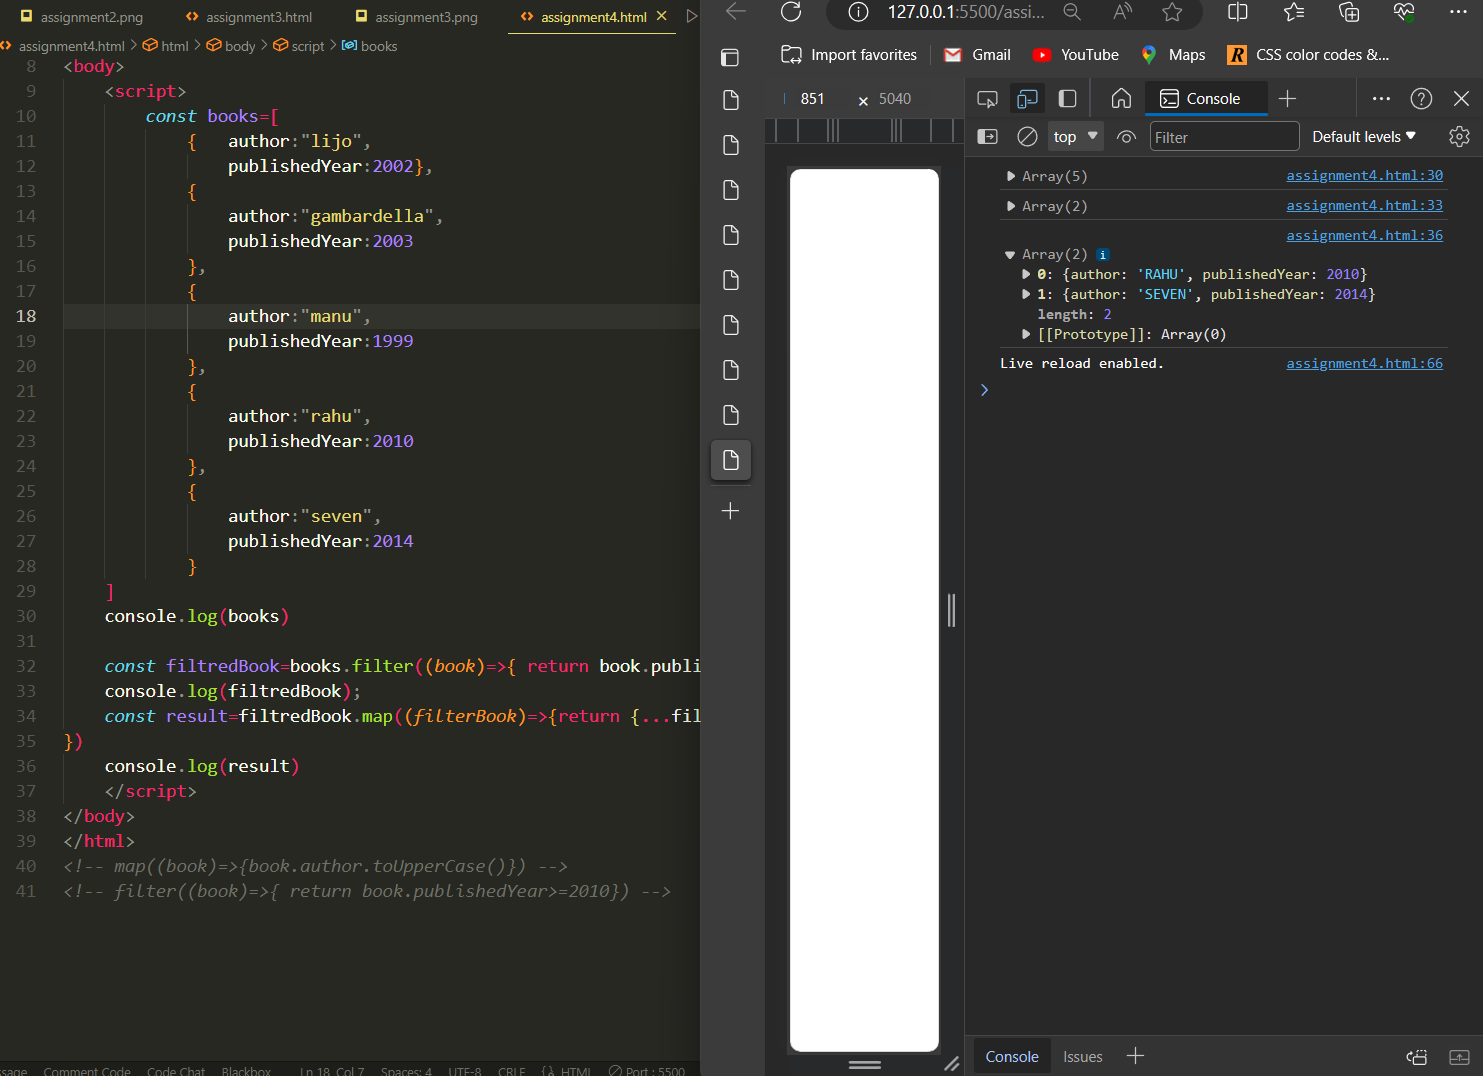 assignment2.png
assignment3.html
assignment3.png
assignment4.html
assignment4.html > html > body > script > books
8 <body>
9 <script>
10 const books=[
11 { author:"lijo",
12 publishedYear:2002},
13 {
14 author:"gambardella",
15 publishedYear:2003
16 },
17 {
18 author:"manu",
19 publishedYear:1999
20 },
21 {
22 author:"rahu",
23 publishedYear:2010
24 },
25 {
26 author:"seven",
27 publishedYear:2014
28 }
29 ]
30 console.log(books)
31
32 const filtredBook=books.filter((book)=>{ return book.publi
33 console.log(filtredBook);
34 const result=filtredBook.map((filterBook)=>{return {...fil
35 })
36 console.log(result)
37 </script>
38 </body>
39 </html>
40 <!-- map((book)=>{book.author.toUpperCase()}) -->
41 <!-- filter((book)=>{ return book.publishedYear>=2010}) -->
ssage Comment Code Code Chat Blackbox Ln 18, Col 7 Spaces: 4 UTF-8 CRLF HTML Port : 5500
127.0.0.1:5500/assi...
Import favorites
Gmail
YouTube
Maps
R CSS color codes &...
851 × 5040
Console
top
Filter
Default levels
Array(5) assignment4.html:30
Array(2) assignment4.html:33
assignment4.html:36
Array(2) i
0: {author: 'RAHU', publishedYear: 2010}
1: {author: 'SEVEN', publishedYear: 2014}
length: 2
[[Prototype]]: Array(0)
Live reload enabled. assignment4.html:66
Console
Issues